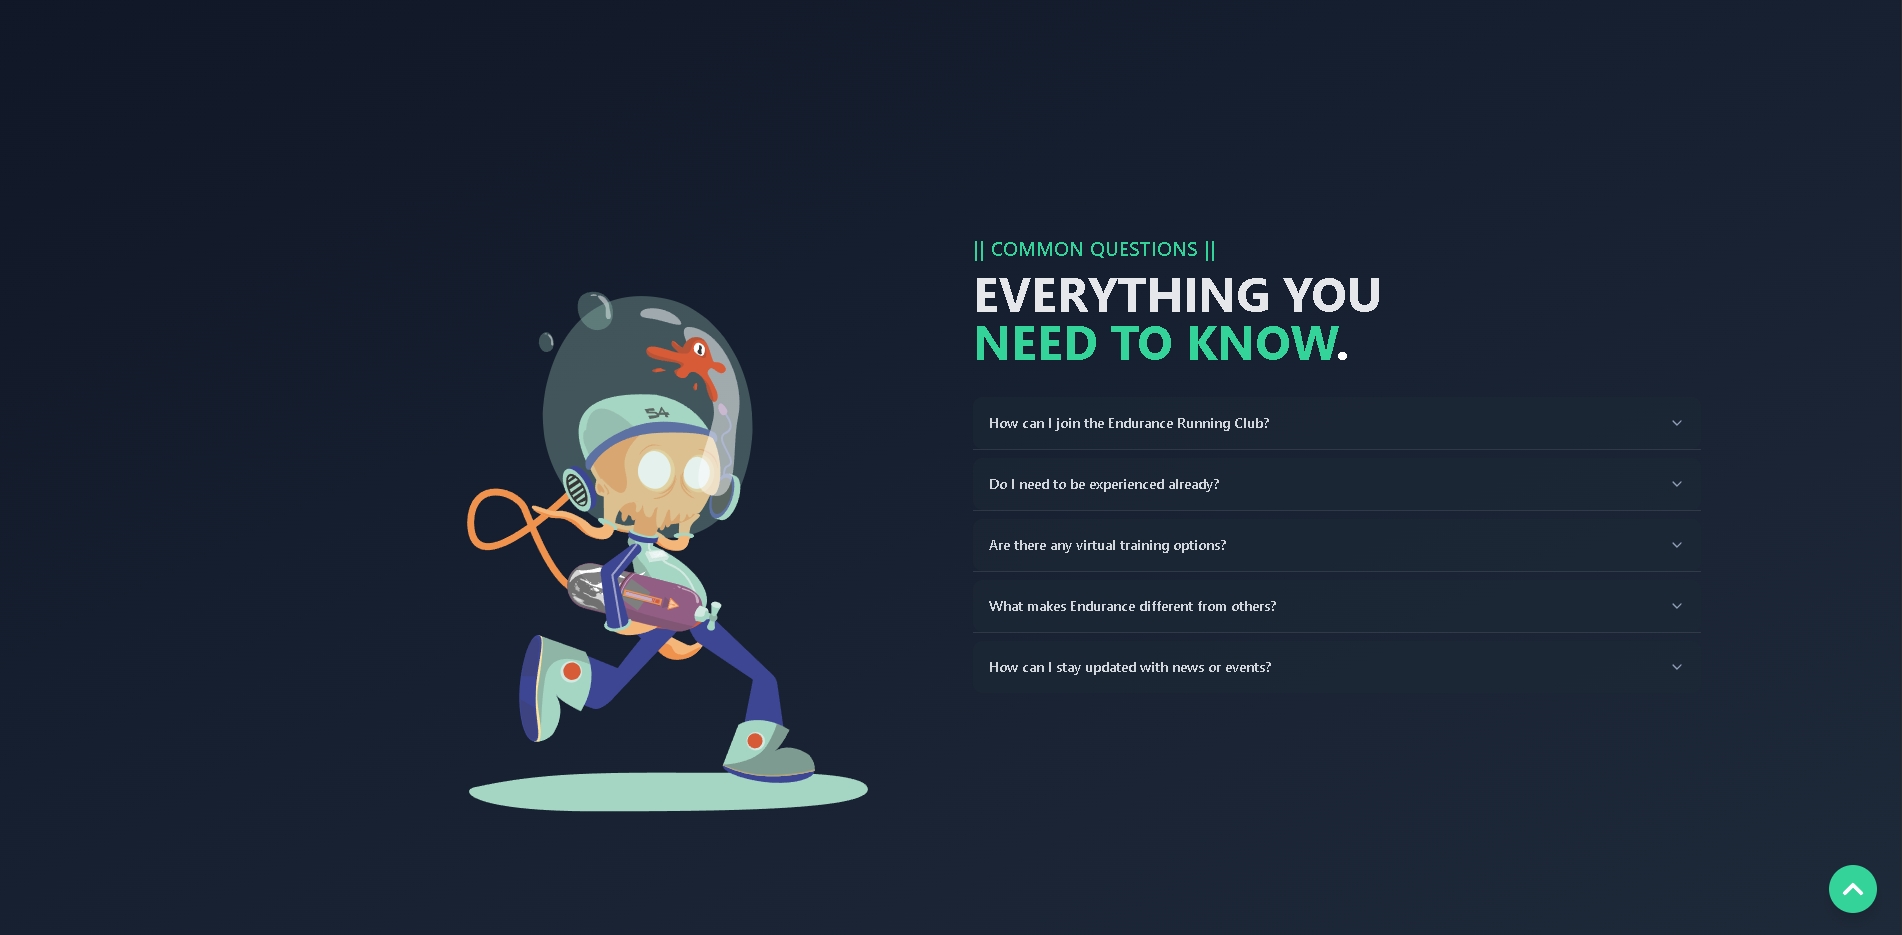 || COMMON QUESTIONS ||
EVERYTHING YOU
NEED TO KNOW.
How can I join the Endurance Running Club?
Do I need to be experienced already?
Are there any virtual training options?
What makes Endurance different from others?
How can I stay updated with news or events?